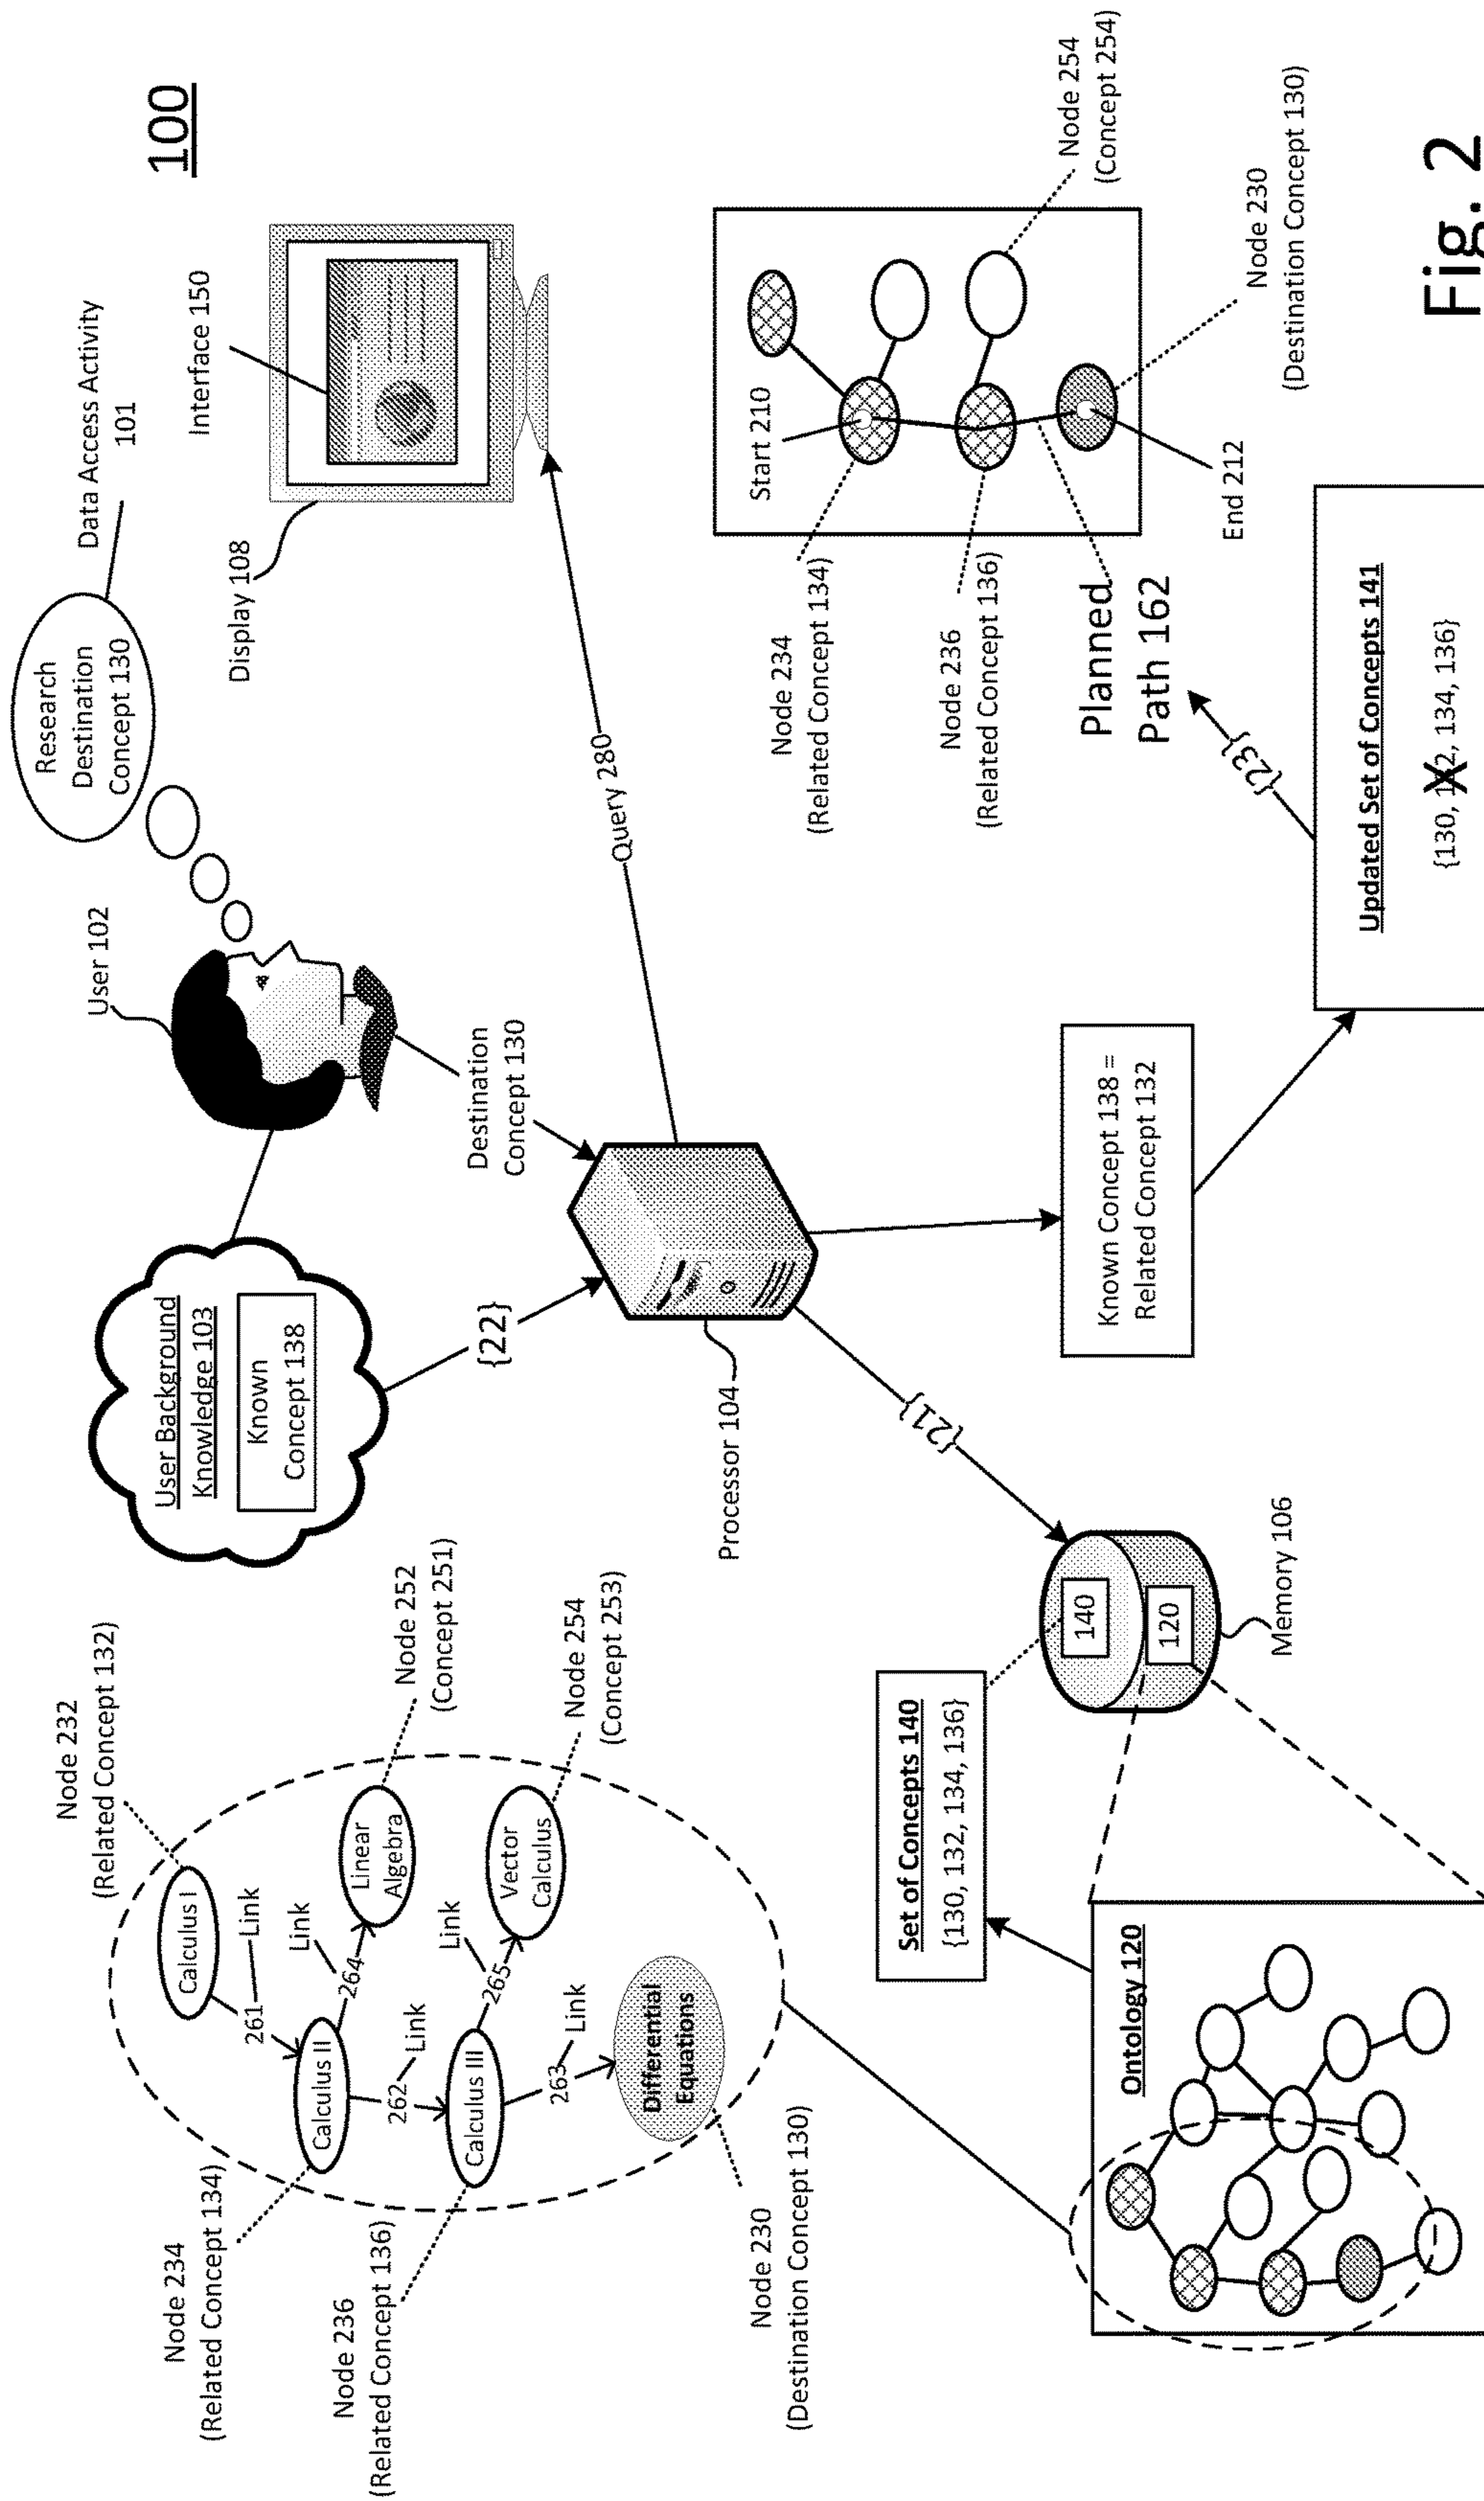 100
Node 232
(Related Concept 132)
Node 234
(Related Concept 134)
Node 236
(Related Concept 136)
Node 230
(Destination Concept 130)
Calculus I
261
Link
Calculus II
Link
264
Linear
Algebra
262
Link
Calculus III
Link
265
Vector
Calculus
263
Link
Differential
Equations
Node 252
(Concept 251)
Node 254
(Concept 253)
User Background
Knowledge 103
Known
Concept 138
User 102
Research
Destination
Concept 130
Data Access Activity
101
Destination
Concept 130
{22}
Processor 104
Query 280
Display 108
Interface 150
{21}
Memory 106
140
120
Set of Concepts 140
{130, 132, 134, 136}
Ontology 120
Known Concept 138 =
Related Concept 132
Updated Set of Concepts 141
{130, 132, 134, 136}
{23}
Planned
Path 162
Node 234
(Related Concept 134)
Node 236
(Related Concept 136)
Start 210
End 212
Node 254
(Concept 254)
Node 230
(Destination Concept 130)
Fig. 2